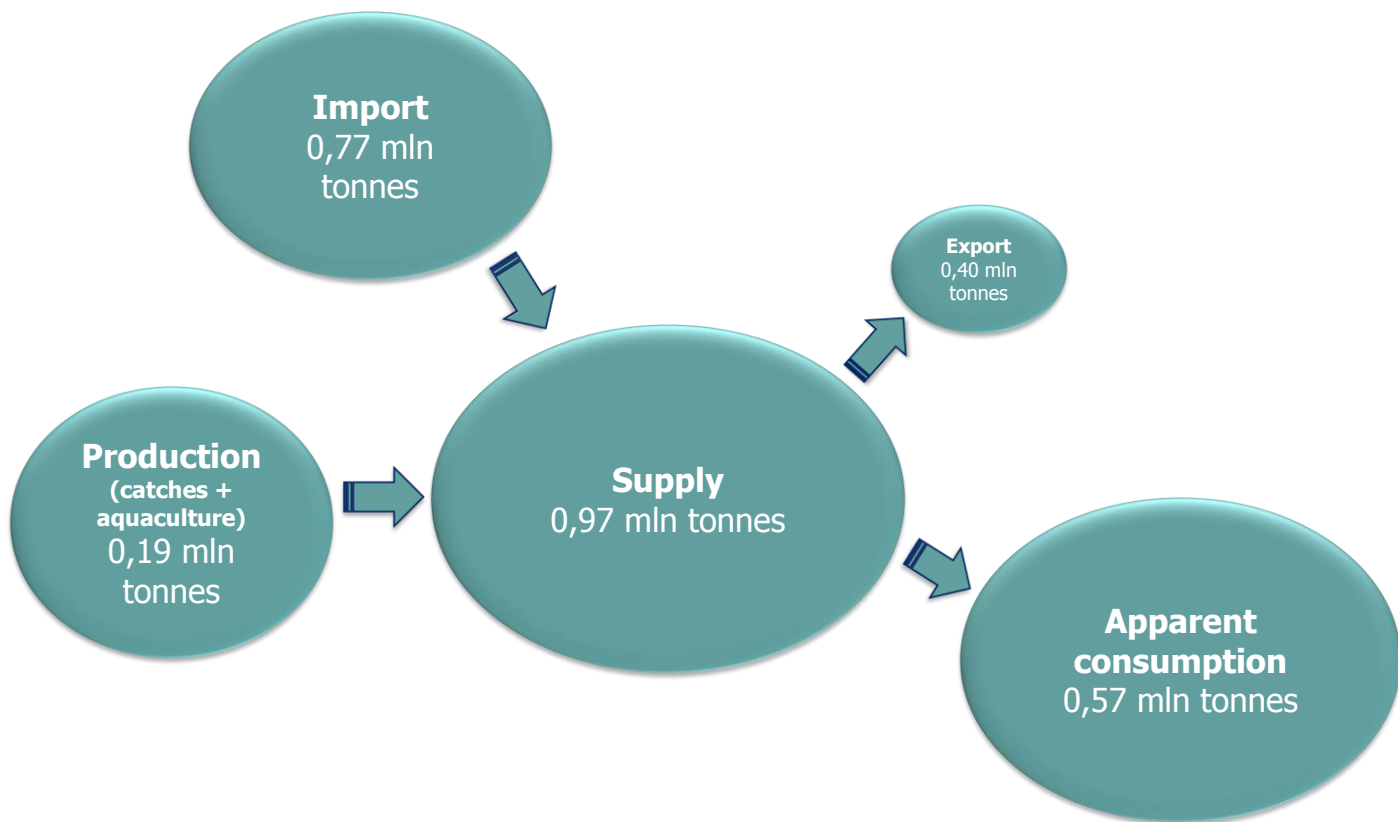 Import
0,77 mln
tonnes
Export
0,40 mln
tonnes
Production
(catches +
aquaculture)
0,19 mln
tonnes
Supply
0,97 mln tonnes
Apparent
consumption
0,57 mln tonnes